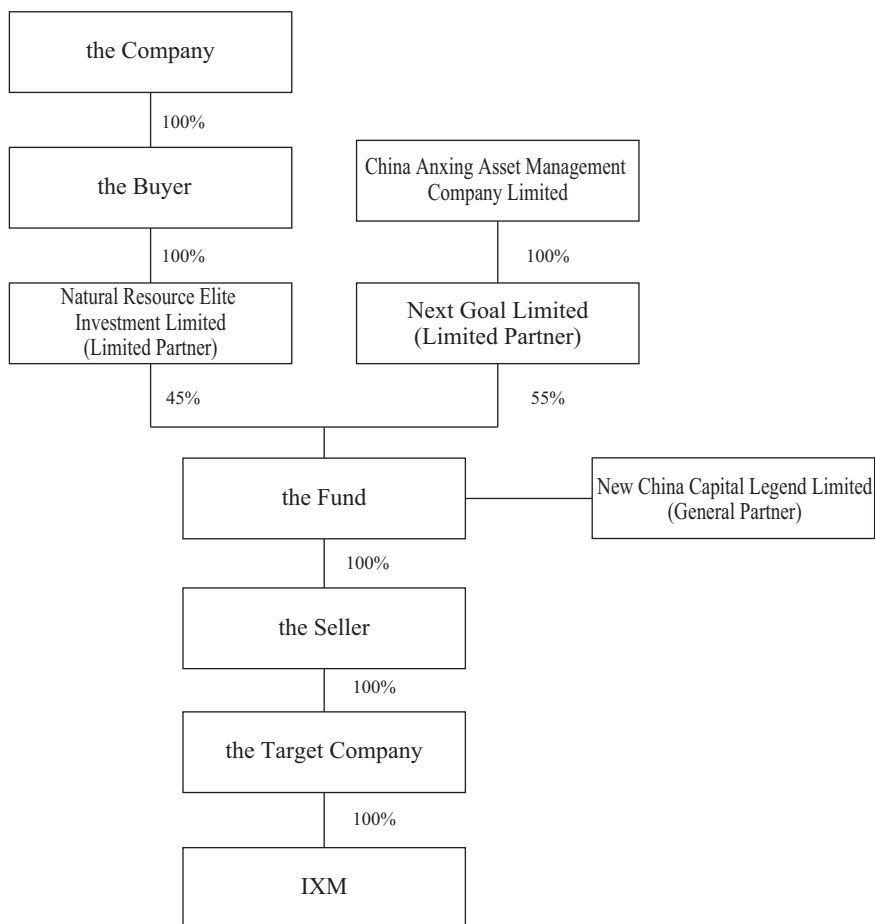 the Company
100%
the Buyer
China Anxing Asset Management
Company Limited
100%
100%
Natural Resource Elite
Investment Limited
(Limited Partner)
Next Goal Limited
(Limited Partner)
45%
55%
the Fund
New China Capital Legend Limited
(General Partner)
100%
the Seller
100%
the Target Company
100%
IXM